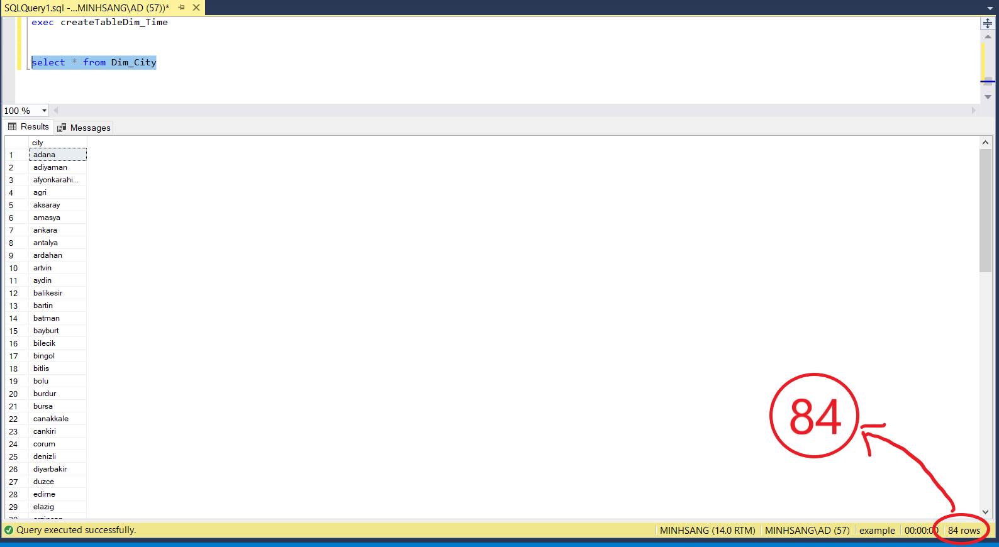 SQLQuery1.sql -...MINHSANG\AD (57))*
exec createTableDim_Time
select * from Dim_City
100 %
Results Messages
city
1 adana
2 adiyaman
3 afyonkarahi...
4 agri
5 aksaray
6 amasya
7 ankara
8 antalya
9 ardahan
10 artvin
11 aydin
12 balikesir
13 bartin
14 batman
15 bayburt
16 bilecik
17 bingol
18 bitlis
19 bolu
20 burdur
21 bursa
22 canakkale
23 cankiri
24 corum
25 denizli
26 diyarbakir
27 duzce
28 edirne
29 elazig
84
Query executed successfully. MINHSANG (14.0 RTM) MINHSANG\AD (57) example 00:00:00 84 rows